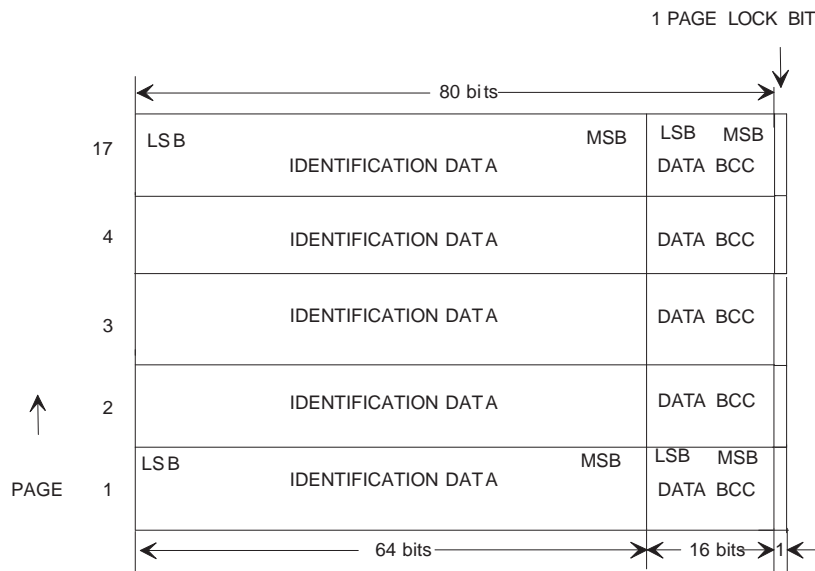 1 PAGE LOCK BIT
80 bits
17 LSB MSB LSB MSB
IDENTIFICATION DATA DATA BCC
4 IDENTIFICATION DATA DATA BCC
3 IDENTIFICATION DATA DATA BCC
2 IDENTIFICATION DATA DATA BCC
LSB MSB LSB MSB
PAGE 1 IDENTIFICATION DATA DATA BCC
64 bits 16 bits 1